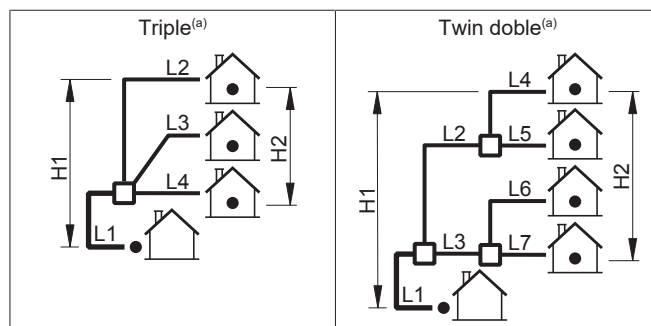 Triple(a)
L2
L3
L4
L1
H1
H2
Twin doble(a)
L4
L2
L5
L6
L3
L7
L1
H1
H2